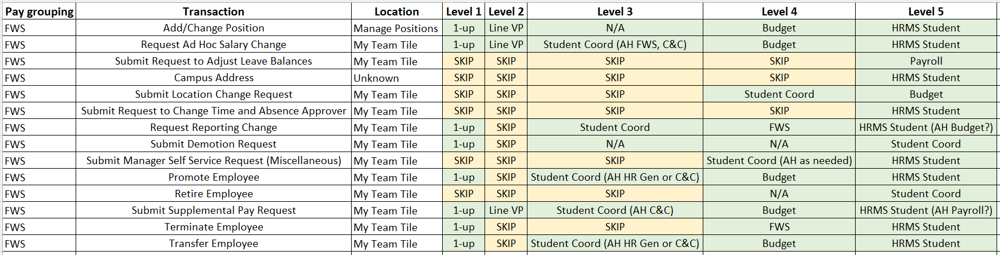 Pay grouping Transaction Location Level 1 Level 2 Level 3 Level 4 Level 5
FWS Add/Change Position Manage Positions 1-up Line VP N/A Budget HRMS Student
FWS Request Ad Hoc Salary Change My Team Tile 1-up Line VP Student Coord (AH FWS, C&C) Budget HRMS Student
FWS Submit Request to Adjust Leave Balances My Team Tile SKIP SKIP SKIP SKIP Payroll
FWS Campus Address Unknown SKIP SKIP SKIP SKIP HRMS Student
FWS Submit Location Change Request My Team Tile SKIP SKIP SKIP Student Coord Budget
FWS Submit Request to Change Time and Absence Approver My Team Tile SKIP SKIP SKIP SKIP HRMS Student
FWS Request Reporting Change My Team Tile 1-up SKIP Student Coord FWS HRMS Student (AH Budget?)
FWS Submit Demotion Request My Team Tile 1-up SKIP N/A N/A Student Coord
FWS Submit Manager Self Service Request (Miscellaneous) My Team Tile SKIP SKIP SKIP Student Coord (AH as needed) HRMS Student
FWS Promote Employee My Team Tile 1-up SKIP Student Coord (AH HR Gen or C&C) Budget HRMS Student
FWS Retire Employee My Team Tile SKIP SKIP SKIP N/A Student Coord
FWS Submit Supplemental Pay Request My Team Tile 1-up Line VP Student Coord (AH C&C) Budget HRMS Student (AH Payroll?)
FWS Terminate Employee My Team Tile 1-up SKIP SKIP FWS HRMS Student
FWS Transfer Employee My Team Tile 1-up SKIP Student Coord (AH HR Gen or C&C) Budget HRMS Student